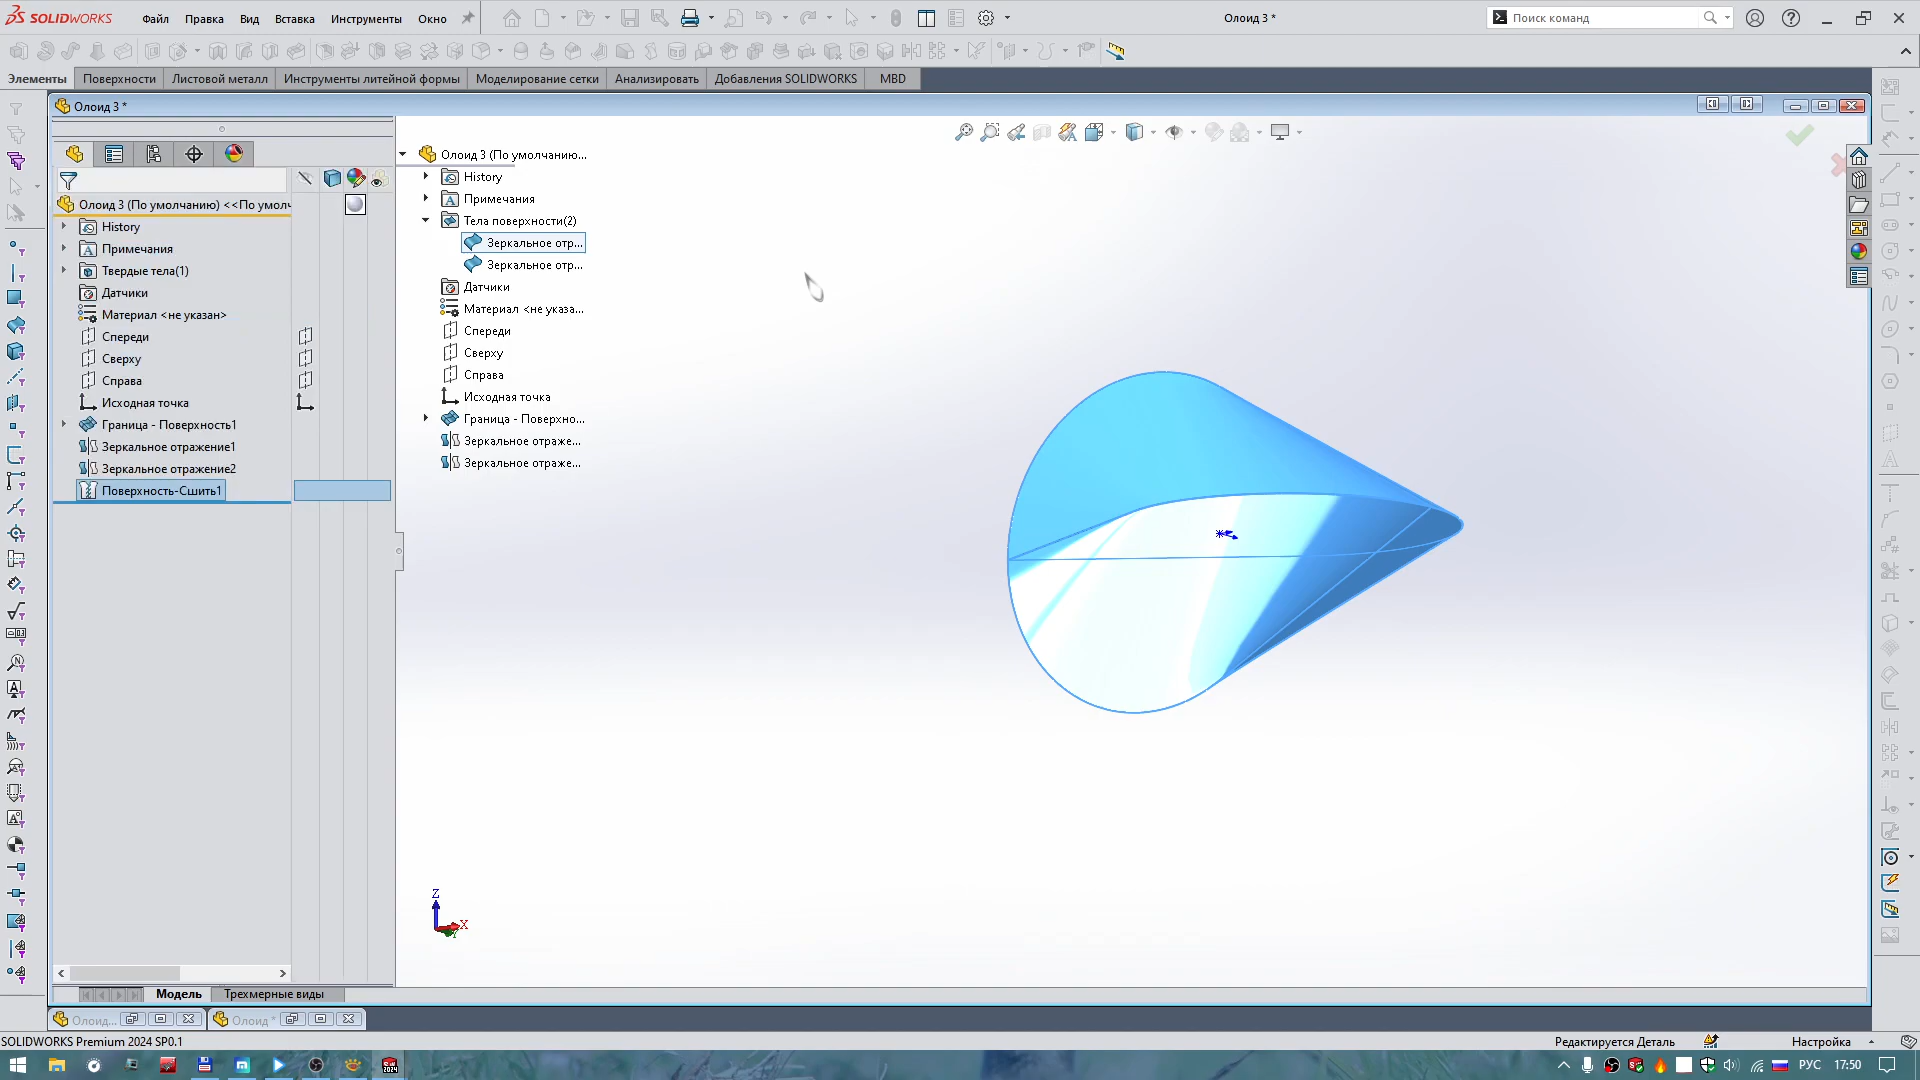 SOLIDWORKS
Файл Правка Вид Вставка Инструменты Окно
Олоид 3 *
Поиск команд
Элементы Поверхности Листовой металл Инструменты литейной формы Моделирование сетки Анализировать Добавления SOLIDWORKS MBD
Олоид 3 *
Олоид 3 (По умолчанию) <<По умолч
History
Примечания
Твердые тела(1)
Датчики
Материал <не указан>
Спереди
Сверху
Справа
Исходная точка
Граница - Поверхность1
Зеркальное отражение1
Зеркальное отражение2
Поверхность-Сшить1
Олоид 3 (По умолчанию...
History
Примечания
Тела поверхности(2)
Зеркальное отр...
Зеркальное отр...
Датчики
Материал <не указа...
Спереди
Сверху
Справа
Исходная точка
Граница - Поверхно...
Зеркальное отраже...
Зеркальное отраже...
Z
X
Модель Трехмерные виды
Олоид... Олоид *
SOLIDWORKS Premium 2024 SP0.1
Редактируется Деталь
Настройка
РУС 17:50